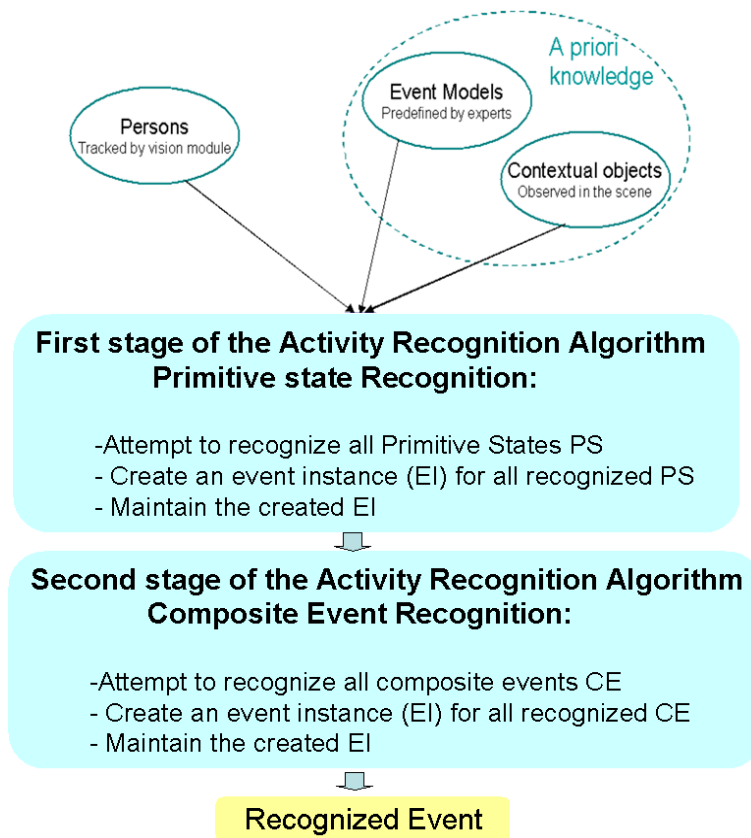 A priori
knowledge
Event Models
Predefined by experts
Persons
Tracked by vision module
Contextual objects
Observed in the scene
First stage of the Activity Recognition Algorithm
Primitive state Recognition:
-Attempt to recognize all Primitive States PS
- Create an event instance (EI) for all recognized PS
- Maintain the created EI
Second stage of the Activity Recognition Algorithm
Composite Event Recognition:
-Attempt to recognize all composite events CE
- Create an event instance (EI) for all recognized CE
- Maintain the created EI
Recognized Event